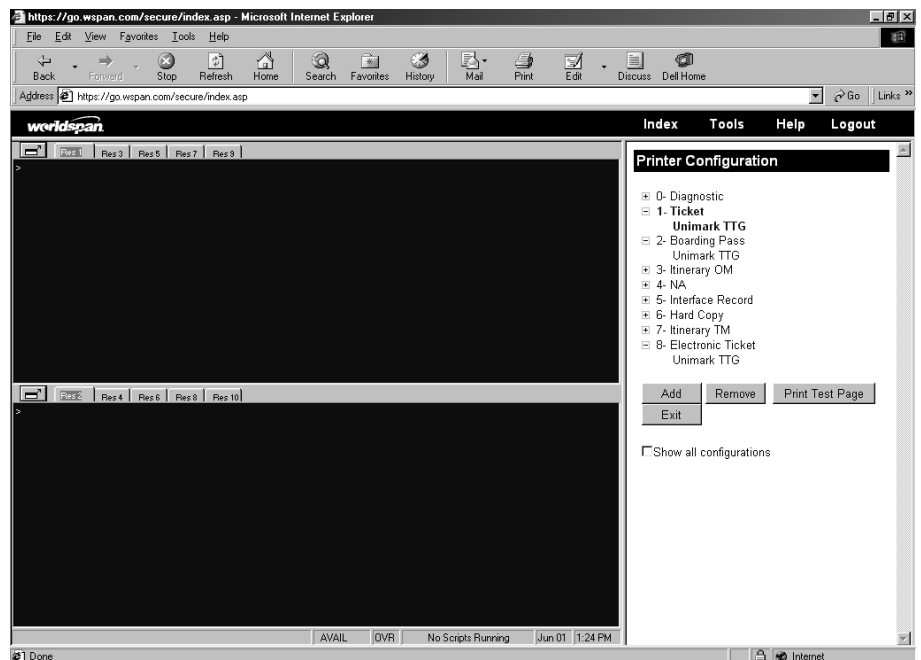 https://go.wspan.com/secure/index.asp - Microsoft Internet Explorer
File Edit View Favorites Tools Help
Back Forward Stop Refresh Home Search Favorites History Mail Print Edit Discuss Dell Home
Address https://go.wspan.com/secure/index.asp Go Links »
worldspan. Index Tools Help Logout
Res 1 Res 3 Res 5 Res 7 Res 9
>
Printer Configuration
0- Diagnostic
1- Ticket
Unimark TTG
2- Boarding Pass
Unimark TTG
3- Itinerary OM
4- NA
5- Interface Record
6- Hard Copy
7- Itinerary TM
8- Electronic Ticket
Unimark TTG
Add Remove Print Test Page
Exit
Show all configurations
Res 2 Res 4 Res 6 Res 8 Res 10
>
AVAIL OVR No Scripts Running Jun 01 1:24 PM
Done Internet